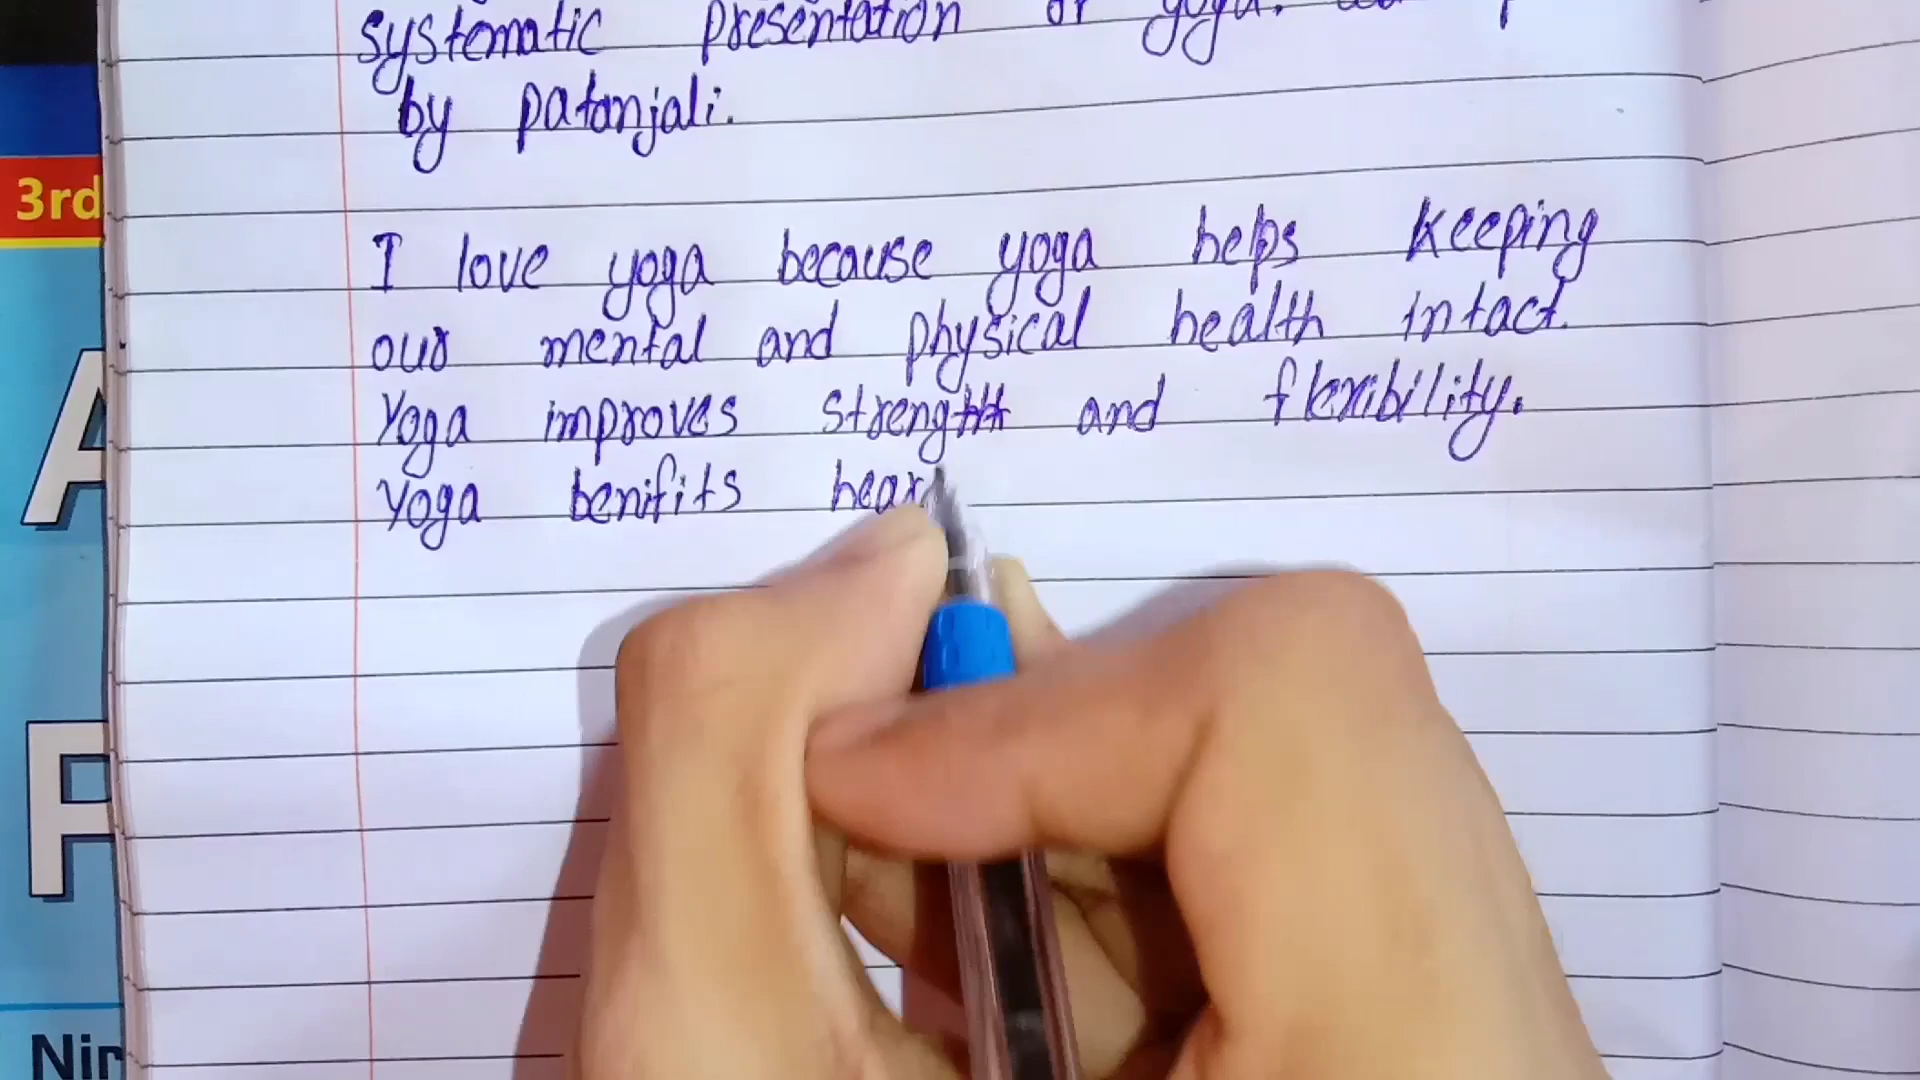 systematic presentation of yoga.
by patanjali.
I love yoga because yoga helps keeping
our mental and physical health intact.
Yoga improves strength and flexibility.
Yoga benifits hear
3rd
A
Nir